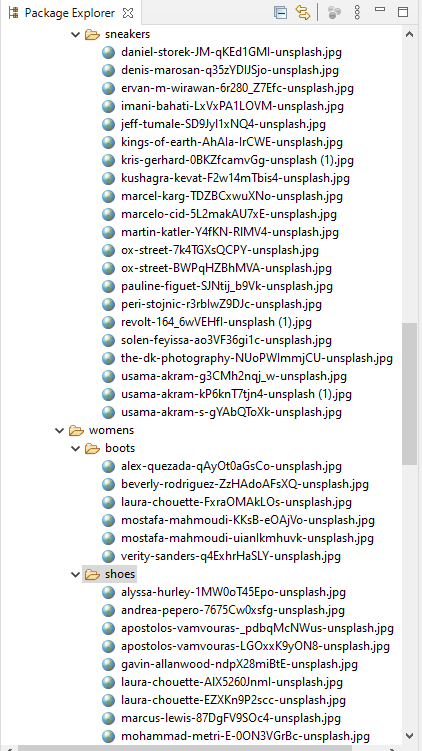 Package Explorer
sneakers
daniel-storek-JM-qKEd1GMI-unsplash.jpg
denis-marosan-q35zYDIJSjo-unsplash.jpg
ervan-m-wirawan-6r280_Z7Efc-unsplash.jpg
imani-bahati-LxVxPA1LOVM-unsplash.jpg
jeff-tumale-SD9JyI1xNQ4-unsplash.jpg
kings-of-earth-AhAla-IrCWE-unsplash.jpg
kris-gerhard-0BKZfcamvGg-unsplash (1).jpg
kushagra-kevat-F2w14mTbis4-unsplash.jpg
marcel-karg-TDZBCxwuXNo-unsplash.jpg
marcelo-cid-5L2makAU7xE-unsplash.jpg
martin-katler-Y4fKN-RlMV4-unsplash.jpg
ox-street-7k4TGXsQCPY-unsplash.jpg
ox-street-BWPqHZBhMVA-unsplash.jpg
pauline-figuet-SJNtij_b9Vk-unsplash.jpg
peri-stojnic-r3rblwZ9DJc-unsplash.jpg
revolt-164_6wVEHfI-unsplash (1).jpg
solen-feyissa-ao3VF36gi1c-unsplash.jpg
the-dk-photography-NUoPWImmjCU-unsplash.jpg
usama-akram-g3CMh2nqj_w-unsplash.jpg
usama-akram-kP6knT7tjn4-unsplash (1).jpg
usama-akram-s-gYAbQToXk-unsplash.jpg
womens
boots
alex-quezada-qAyOt0aGsCo-unsplash.jpg
beverly-rodriguez-ZzHAdoAFsXQ-unsplash.jpg
laura-chouette-FxraOMAkLOs-unsplash.jpg
mostafa-mahmoudi-KKsB-eOAjVo-unsplash.jpg
mostafa-mahmoudi-uianIkmhuvk-unsplash.jpg
verity-sanders-q4ExhrHaSLY-unsplash.jpg
shoes
alyssa-hurley-1MW0oT45Epo-unsplash.jpg
andrea-pepero-7675Cw0xsfg-unsplash.jpg
apostolos-vamvouras-_pdbqMcNWus-unsplash.jpg
apostolos-vamvouras-LGOxxK9yON8-unsplash.jpg
gavin-allanwood-ndpX28miBtE-unsplash.jpg
laura-chouette-AIX5260JnmI-unsplash.jpg
laura-chouette-EZXKn9P2scc-unsplash.jpg
marcus-lewis-87DgFV9SOc4-unsplash.jpg
mohammad-metri-E-0ON3VGrBc-unsplash.jpg